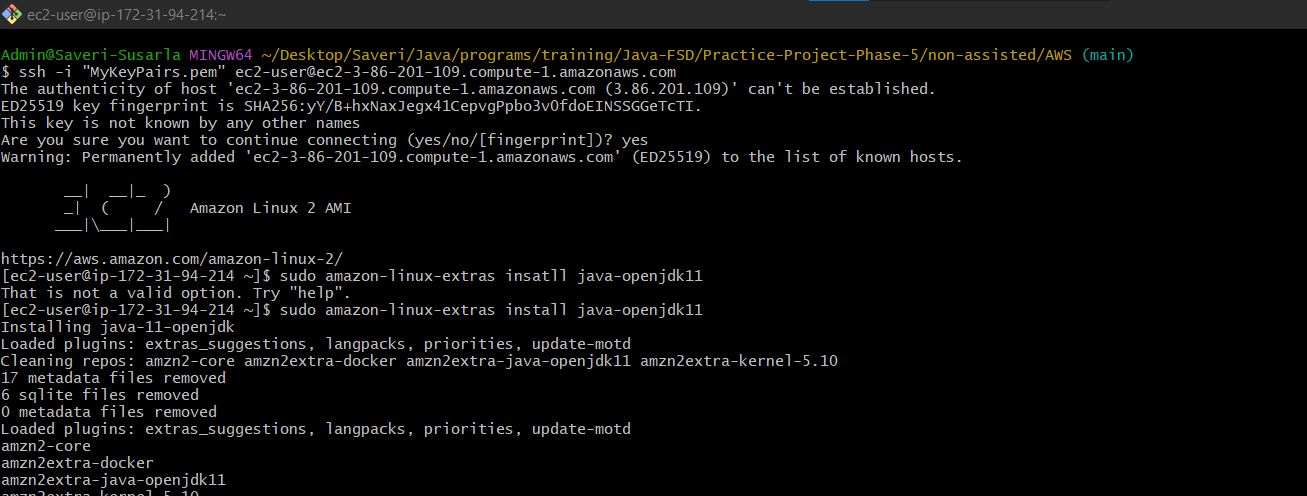 ec2-user@ip-172-31-94-214:~
Admin@Saveri-Susarla MINGW64 ~/Desktop/Saveri/Java/programs/training/Java-FSD/Practice-Project-Phase-5/non-assisted/AWS (main)
$ ssh -i "MyKeyPairs.pem" ec2-user@ec2-3-86-201-109.compute-1.amazonaws.com
The authenticity of host 'ec2-3-86-201-109.compute-1.amazonaws.com (3.86.201.109)' can't be established.
ED25519 key fingerprint is SHA256:yY/B+hxNaxJegx41CepvgPpbo3vOfdoEINSSGGeTcTI.
This key is not known by any other names
Are you sure you want to continue connecting (yes/no/[fingerprint])? yes
Warning: Permanently added 'ec2-3-86-201-109.compute-1.amazonaws.com' (ED25519) to the list of known hosts.
       __|  __|_  )
       _|  (     /   Amazon Linux 2 AMI
      ___|\___|___|
https://aws.amazon.com/amazon-linux-2/
[ec2-user@ip-172-31-94-214 ~]$ sudo amazon-linux-extras insatll java-openjdk11
That is not a valid option. Try "help".
[ec2-user@ip-172-31-94-214 ~]$ sudo amazon-linux-extras install java-openjdk11
Installing java-11-openjdk
Loaded plugins: extras_suggestions, langpacks, priorities, update-motd
Cleaning repos: amzn2-core amzn2extra-docker amzn2extra-java-openjdk11 amzn2extra-kernel-5.10
17 metadata files removed
6 sqlite files removed
0 metadata files removed
Loaded plugins: extras_suggestions, langpacks, priorities, update-motd
amzn2-core
amzn2extra-docker
amzn2extra-java-openjdk11
amzn2extra-kernel-5.10